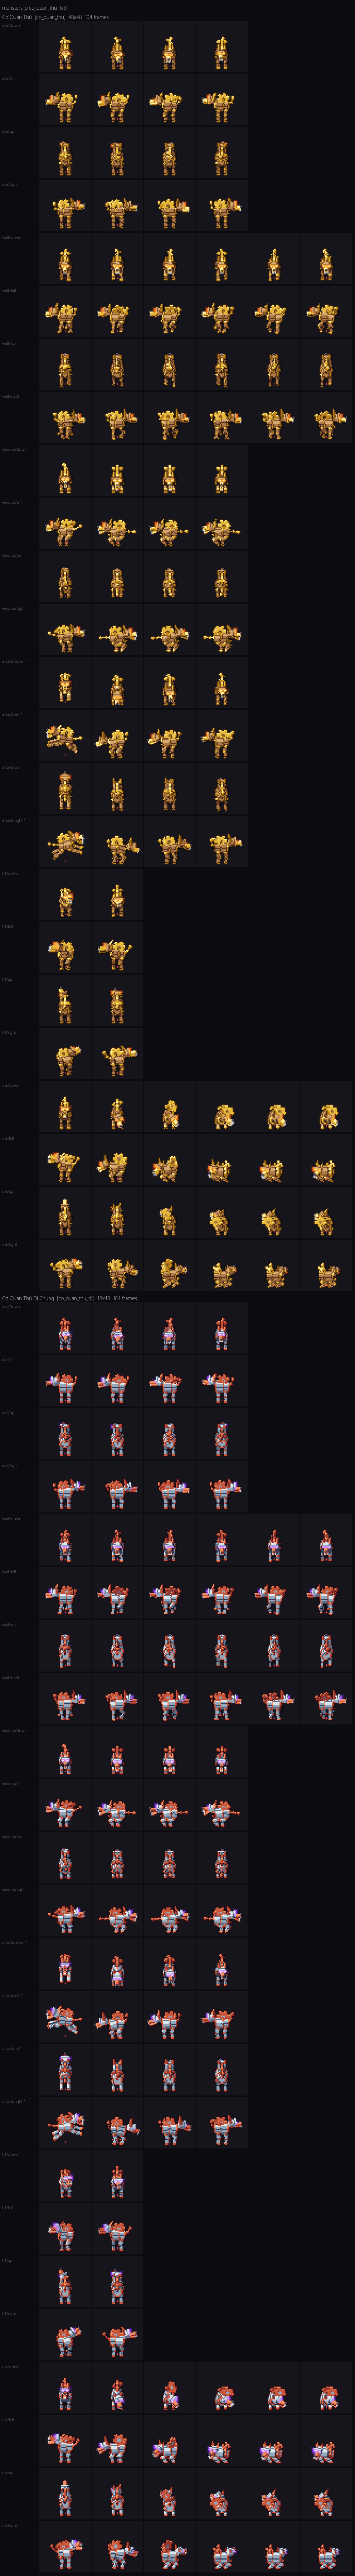 monsters_d co_quan_thu (x3)
Cơ Quan Thú [co_quan_thu] 48x48 104 frames
idle/down
idle/left
idle/up
idle/right
walk/down
walk/left
walk/up
walk/right
windup/down
windup/left
windup/up
windup/right
attack/down *
attack/left *
attack/up *
attack/right *
hit/down
hit/left
hit/up
hit/right
die/down
die/left
die/up
die/right
Cơ Quan Thú Dị Chủng [co_quan_thu_di] 48x48 104 frames
idle/down
idle/left
idle/up
idle/right
walk/down
walk/left
walk/up
walk/right
windup/down
windup/left
windup/up
windup/right
attack/down *
attack/left *
attack/up *
attack/right *
hit/down
hit/left
hit/up
hit/right
die/down
die/left
die/up
die/right